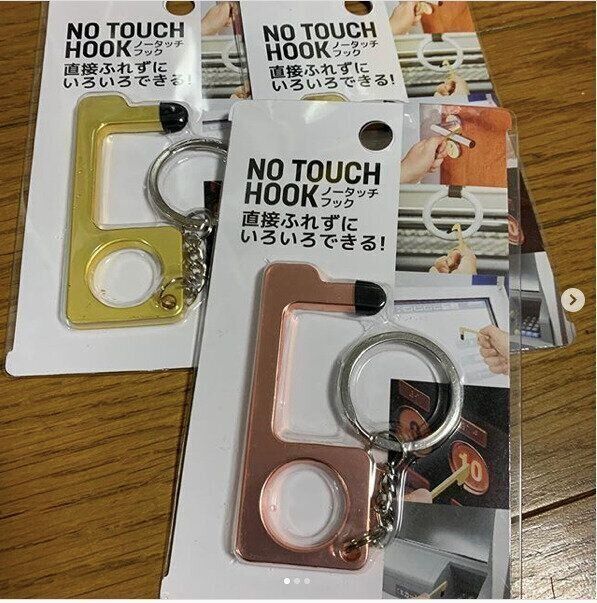 NO TOUCH
HOOK ノータッチ
フック
直接ふれずに
いろいろできる!
NO TOUCH
HOOK ノータッチ
フック
直接ふれずに
いろいろできる!
NO TOUCH
HOOK ノータッチ
フック
直接ふれずに
いろいろできる!
10